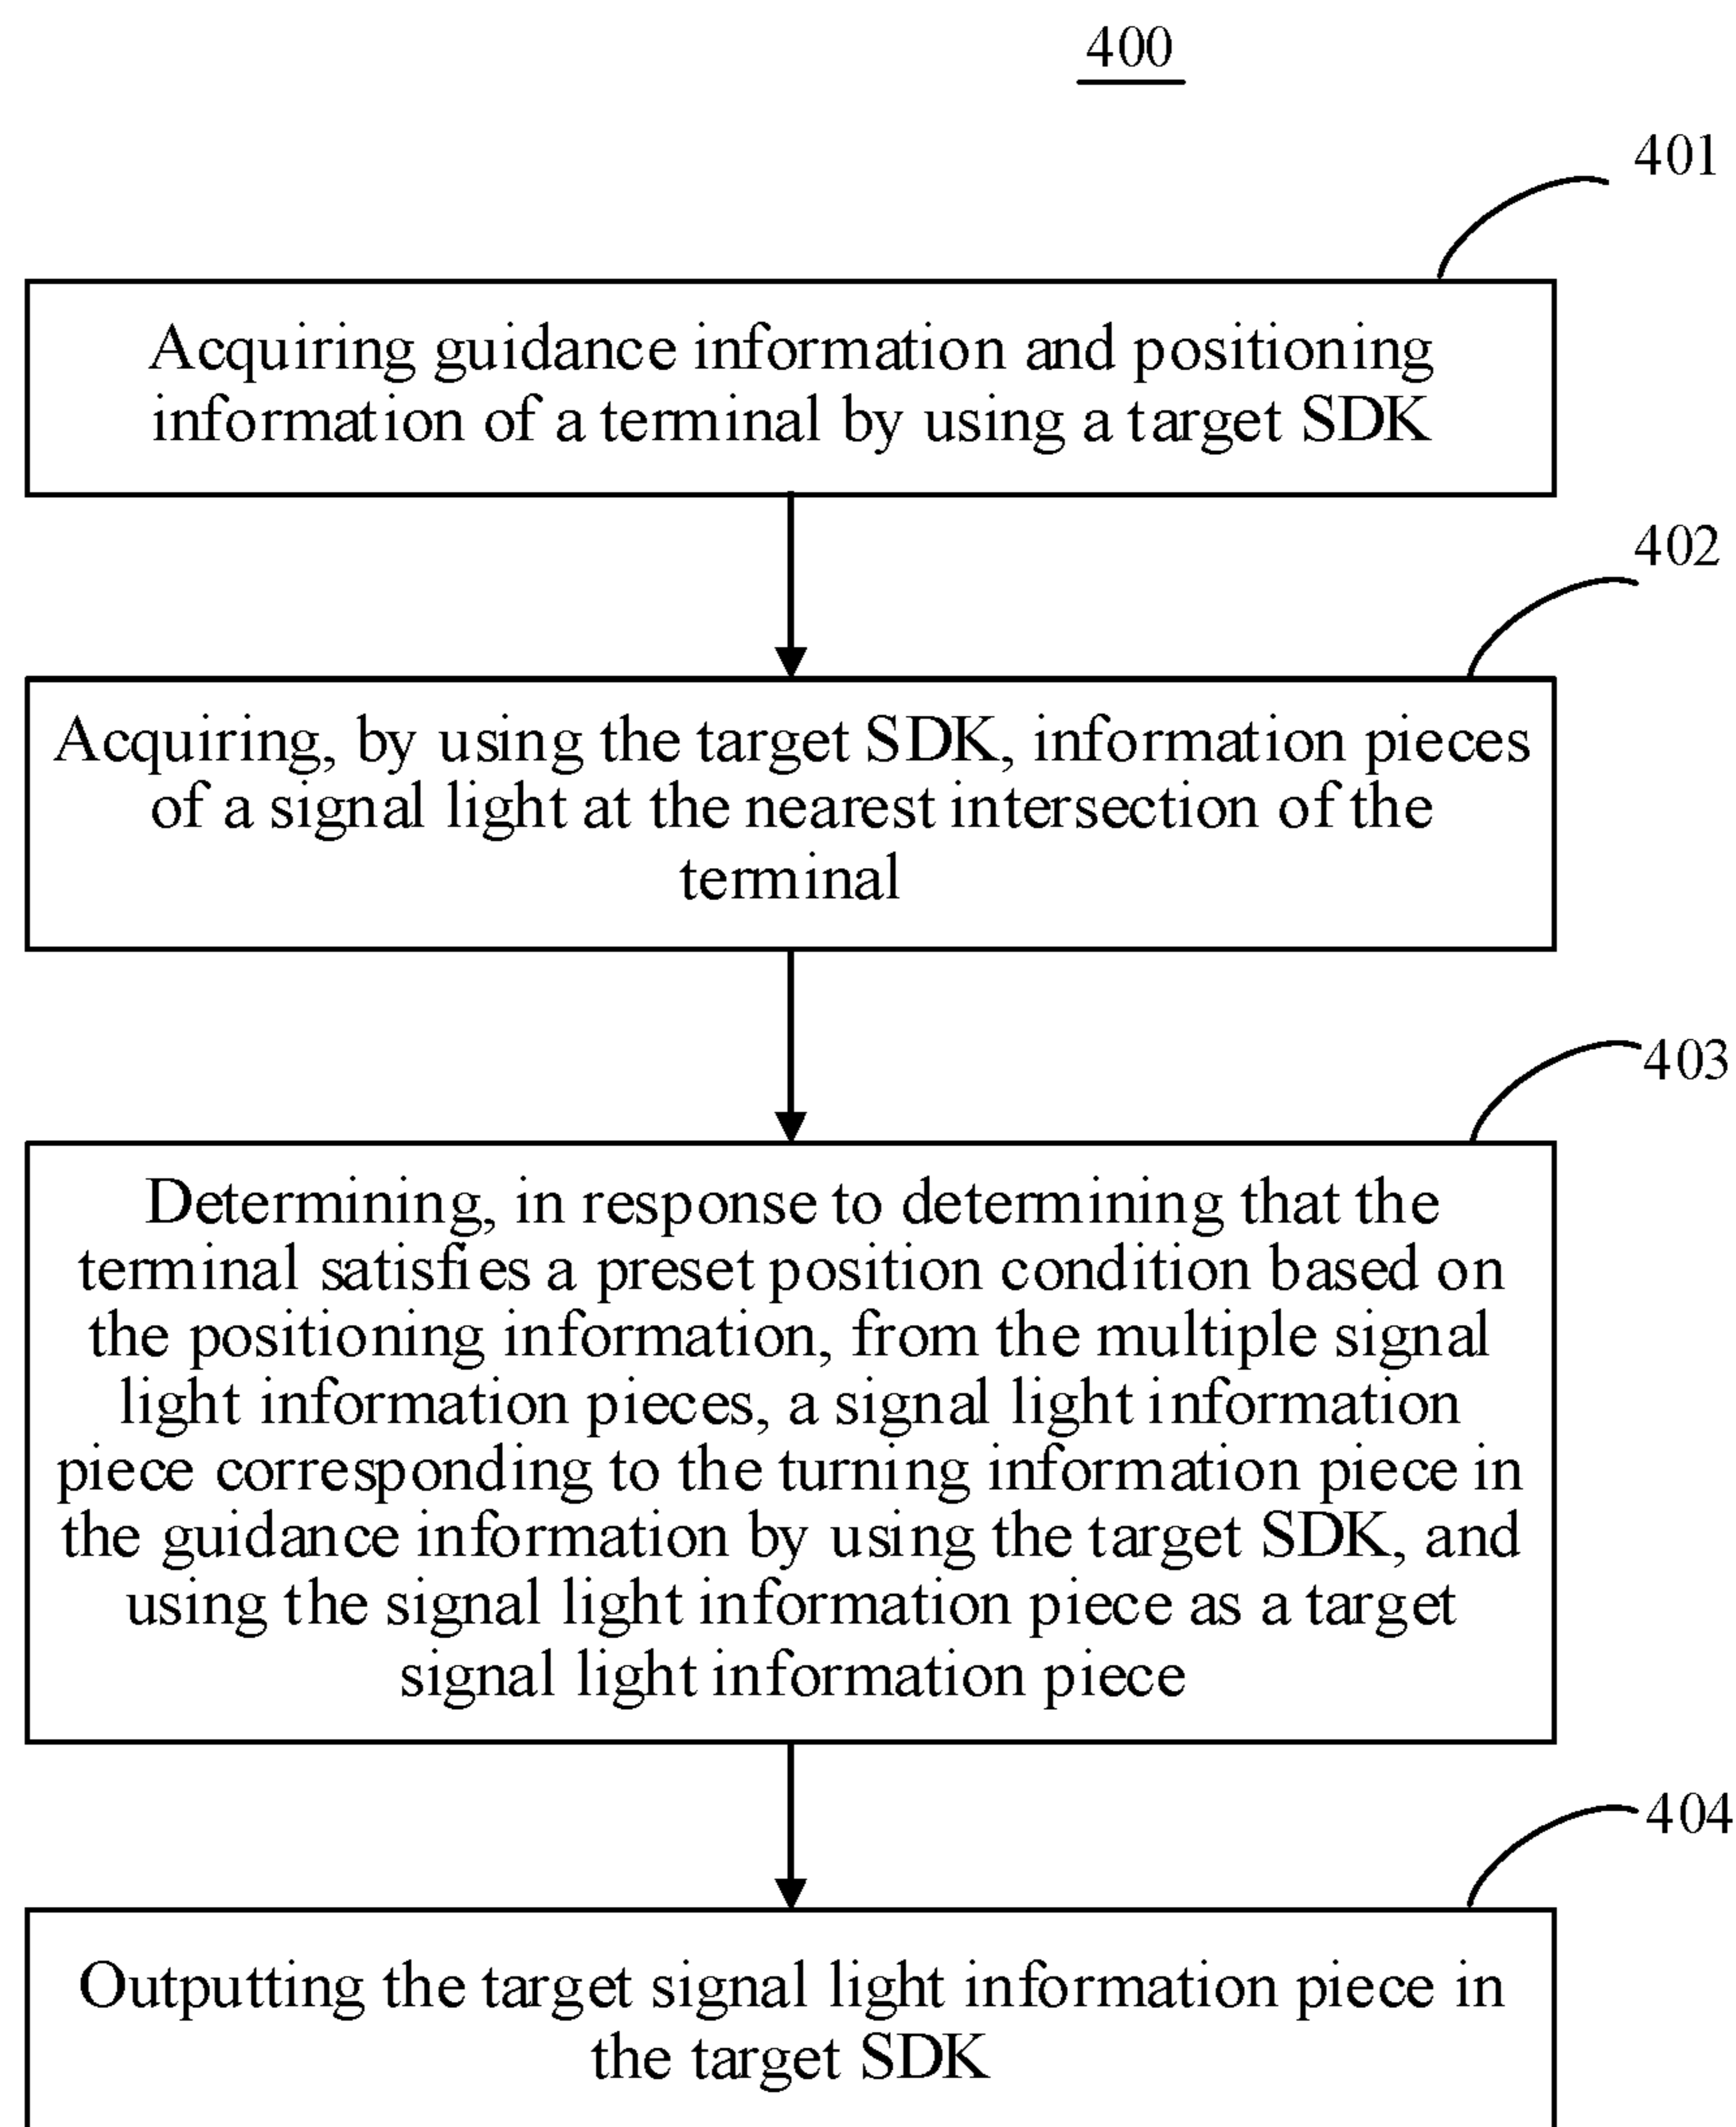 400
401
Acquiring guidance information and positioning
information of a terminal by using a target SDK
402
Acquiring, by using the target SDK, information pieces
of a signal light at the nearest intersection of the
terminal
403
Determining, in response to determining that the
terminal satisfies a preset position condition based on
the positioning information, from the multiple signal
light information pieces, a signal light information
piece corresponding to the turning information piece in
the guidance information by using the target SDK, and
using the signal light information piece as a target
signal light information piece
404
Outputting the target signal light information piece in
the target SDK